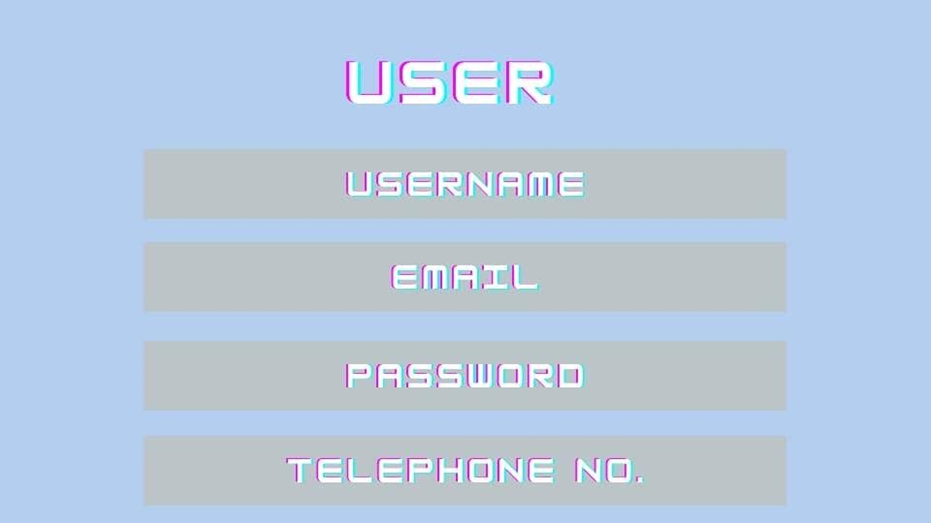 USER
USERNAME
EMAIL
PASSWORD
TELEPHONE NO.